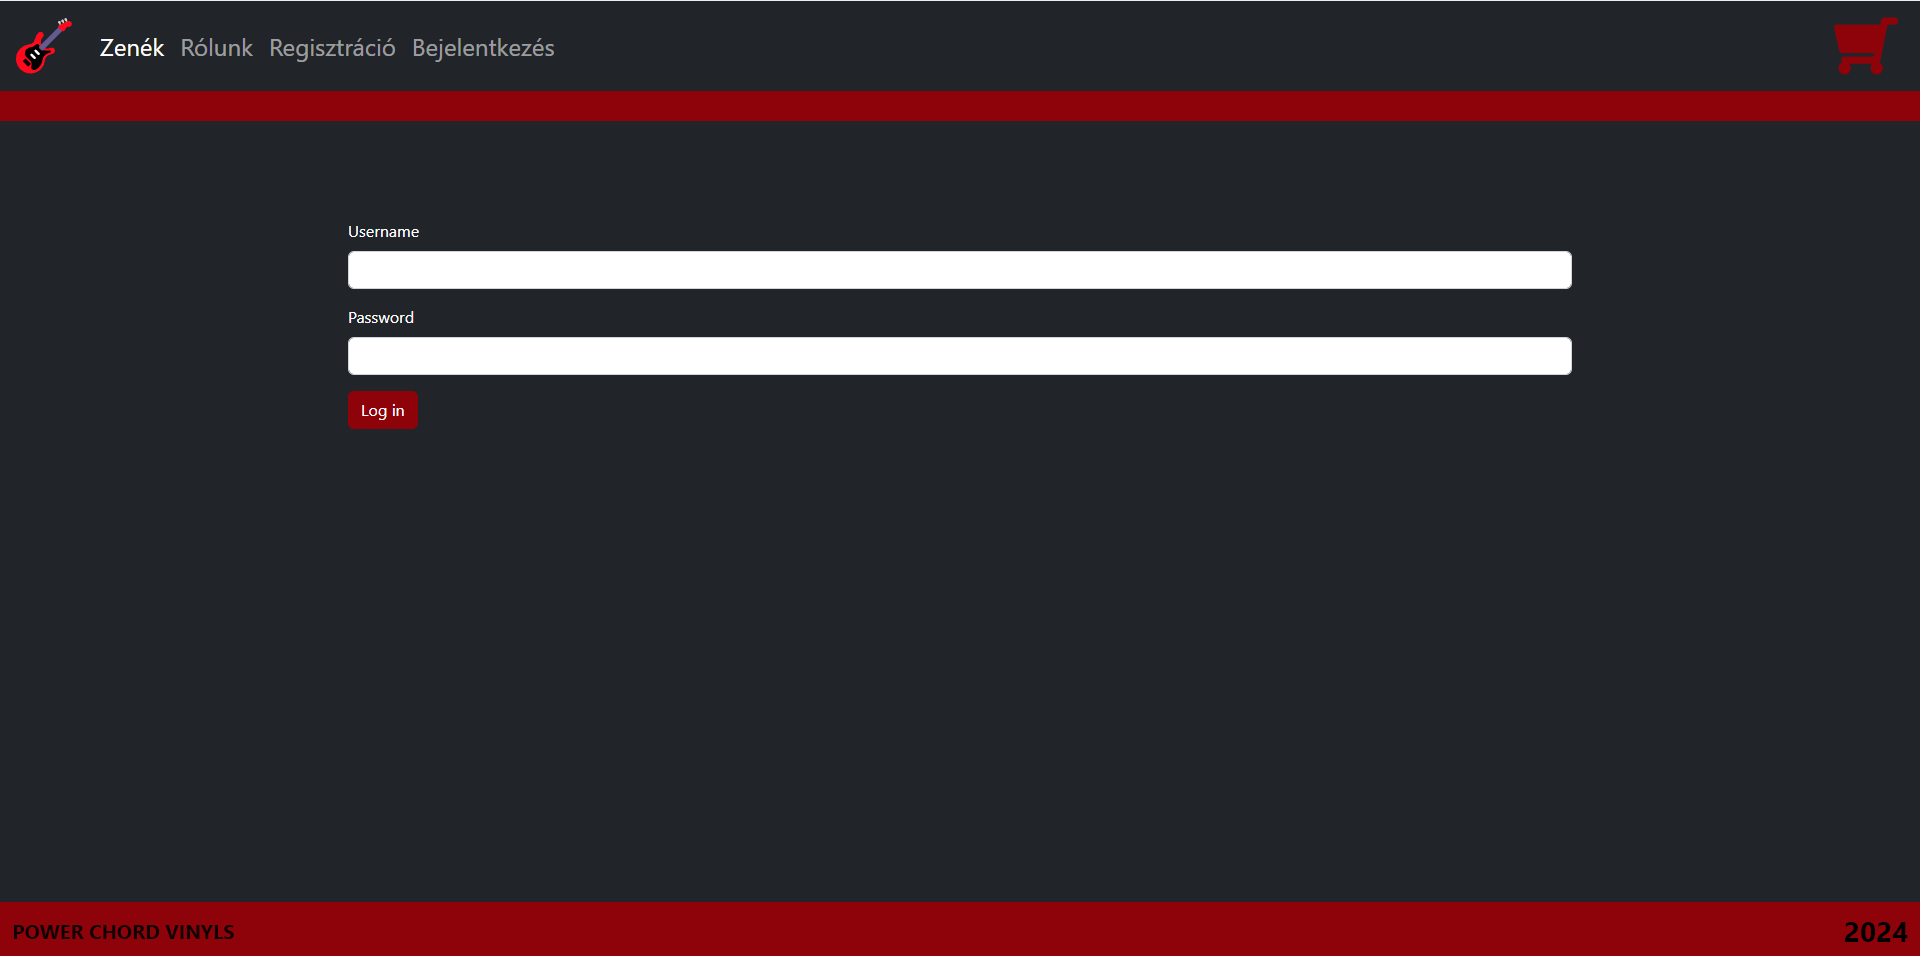 Zenék Rólunk Regisztráció Bejelentkezés
Username
Password
Log in
POWER CHORD VINYLS 2024